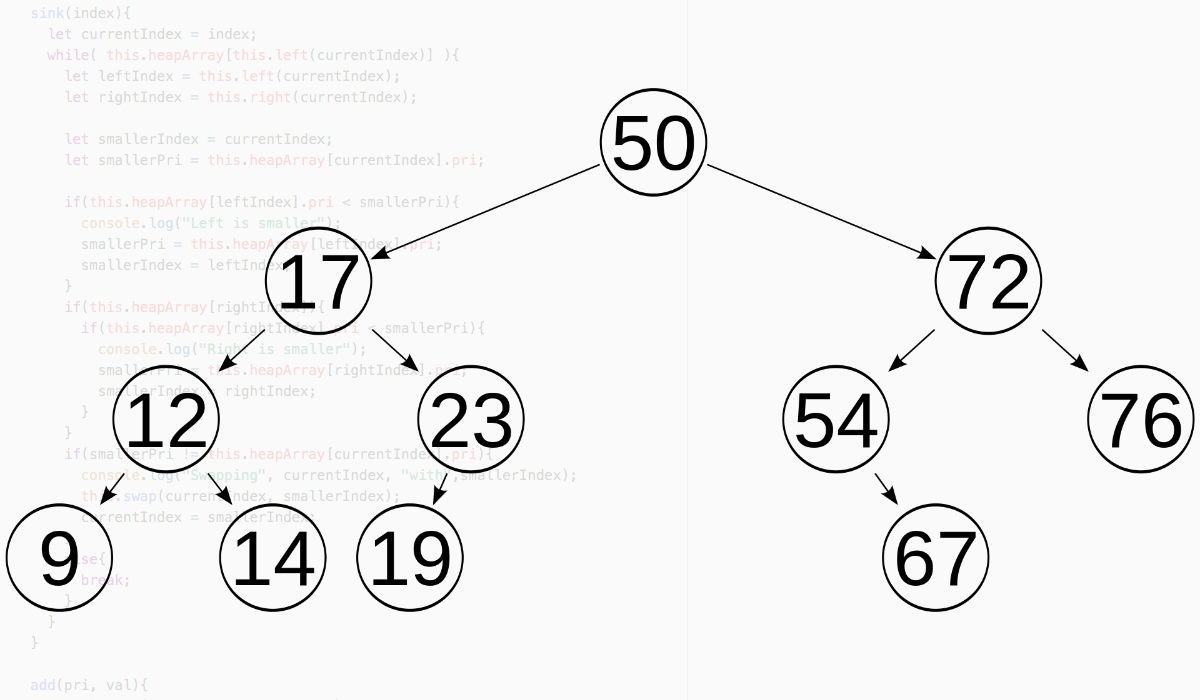 sink(index){
let currentIndex = index;
while( this.heapArray[this.left(currentIndex)] ){
let leftIndex = this.left(currentIndex);
let rightIndex = this.right(currentIndex);
50
let smallerIndex = currentIndex;
let smallerPri = this.heapArray[currentIndex].pri;
if(this.heapArray[leftIndex].pri < smallerPri){
console.log("Left is smaller");
smallerPri = this.heapArray[leftIndex].pri;
smallerIndex = leftIndex
17
72
}
if(this.heapArray[rightIndex]){
if(this.heapArray[rightIndex].pri < smallerPri){
console.log("Right is smaller");
smallerPri = this.heapArray[rightIndex].pri;
smallerIndex = rightIndex;
}
12
23
54
76
}
if(smallerPri != this.heapArray[currentIndex].pri){
console.log("Swapping", currentIndex, "with",smallerIndex);
this.swap(currentIndex, smallerIndex);
currentIndex = smallerIndex;
9
14
19
67
else{
break;
}
}
}
add(pri, val){